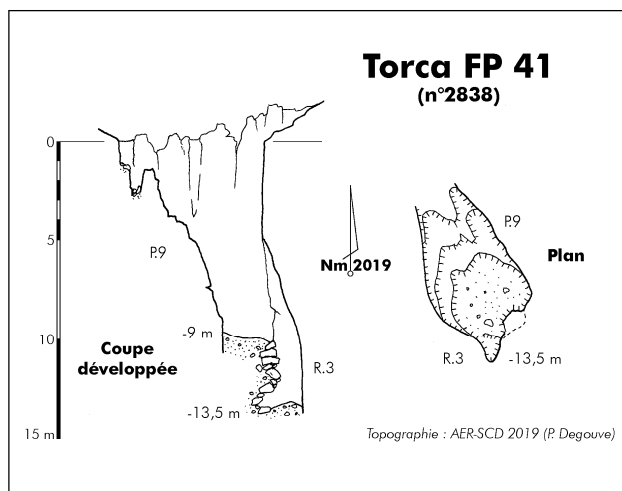 Torca FP 41
(n°2838)
0
5
10
15 m
P.9
-9 m
Coupe
développée
R.3
-13,5 m
Nm 2019
P.9
Plan
R.3
-13,5 m
Topographie : AER-SCD 2019 (P. Degouve)